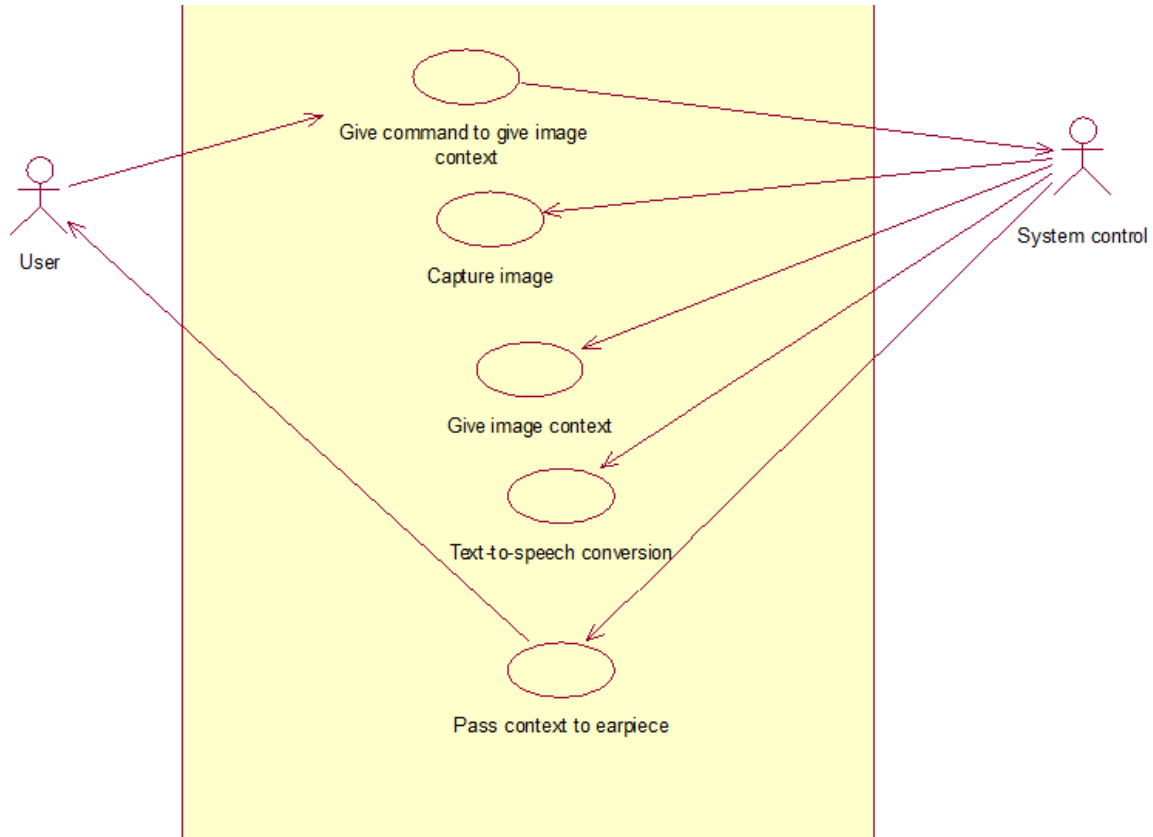 Give command to give image
context
User
System control
Capture image
Give image context
Text-to-speech conversion
Pass context to earpiece